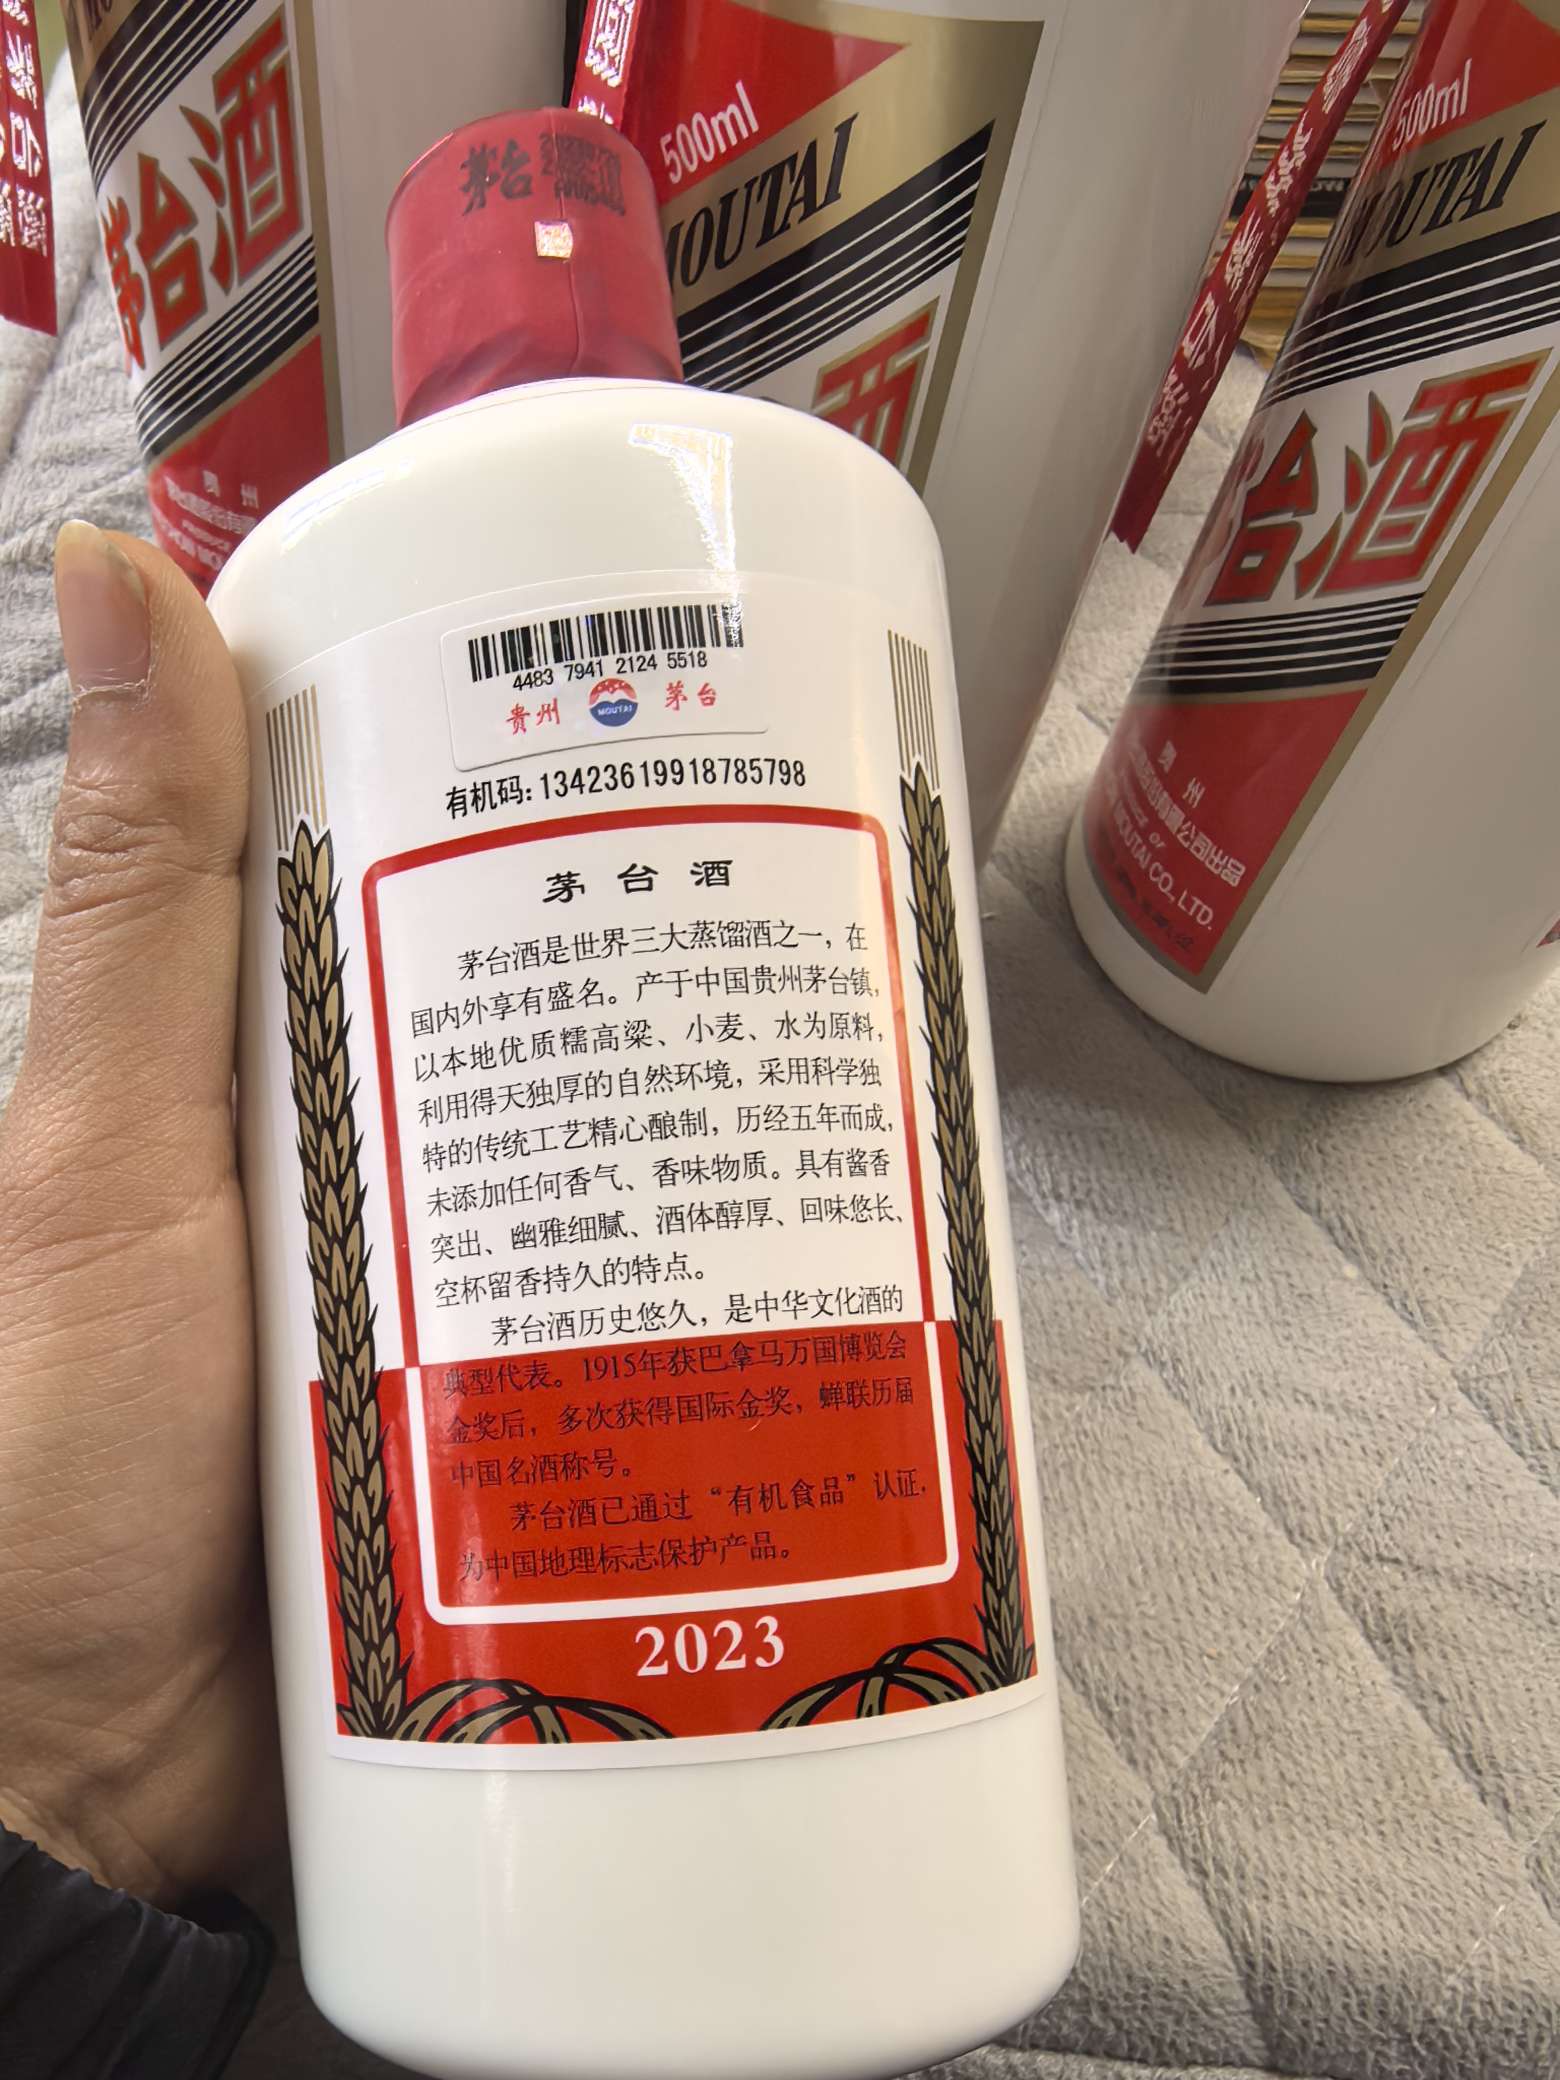 茅台
500ml
MOUTAI
茅台酒
500ml
MOUTAI
台酒
贵州
MOUTAI CO., LTD.
4483 7941 2124 5518
贵州 MOUTAI 茅台
有机码:13423619918785798
茅台酒
茅台酒是世界三大蒸馏酒之一，在
国内外享有盛名。产于中国贵州茅台镇，
以本地优质糯高粱、小麦、水为原料，
利用得天独厚的自然环境，采用科学独
特的传统工艺精心酿制，历经五年而成，
未添加任何香气、香味物质。具有酱香
突出、幽雅细腻、酒体醇厚、回味悠长、
空杯留香持久的特点。
茅台酒历史悠久，是中华文化酒的
典型代表。1915年获巴拿马万国博览会
金奖后，多次获得国际金奖，蝉联历届
中国名酒称号。
茅台酒已通过“有机食品”认证，
为中国地理标志保护产品。
2023